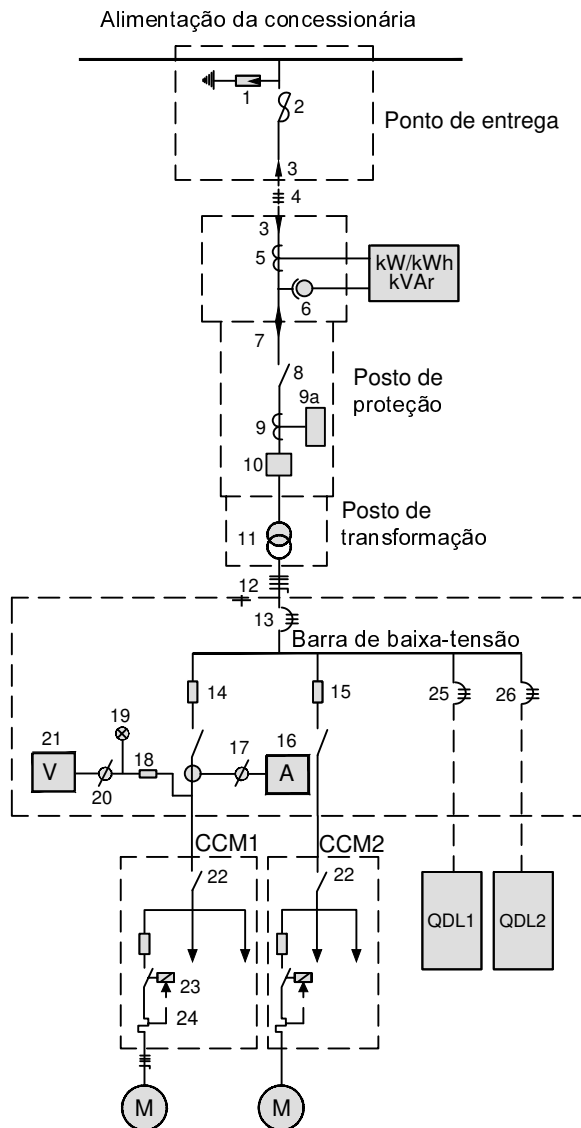 Alimentação da concessionária
1
2
Ponto de entrega
3
4
3
5
kW/kWh
kVAr
6
7
8
Posto de
proteção
9a
9
10
Posto de
transformação
11
12
13
Barra de baixa-tensão
14
15
25
26
19
21
17
16
V
18
A
20
CCM1
CCM2
22
22
QDL1
QDL2
23
24
M
M